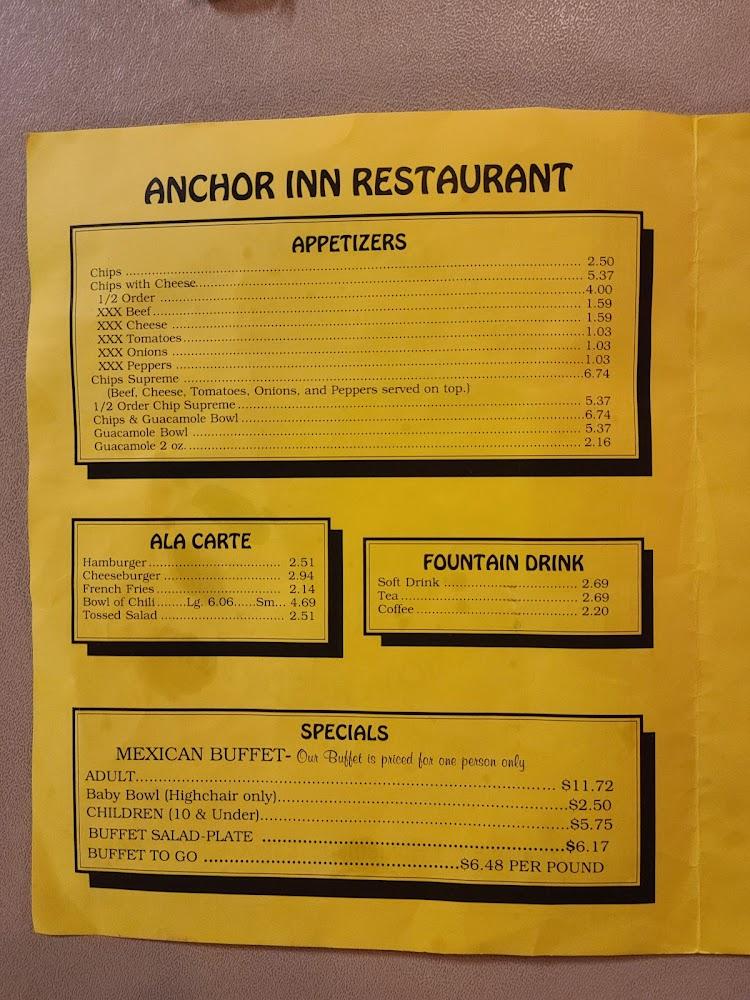 ANCHOR INN RESTAURANT
APPETIZERS
Chips 2.50
Chips with Cheese 5.37
1/2 Order 4.00
XXX Beef 1.59
XXX Cheese 1.59
XXX Tomatoes 1.03
XXX Onions 1.03
XXX Peppers 1.03
Chips Supreme 6.74
(Beef, Cheese, Tomatoes, Onions, and Peppers served on top.)
1/2 Order Chip Supreme 5.37
Chips & Guacamole Bowl 6.74
Guacamole Bowl 5.37
Guacamole 2 oz. 2.16
ALA CARTE
Hamburger 2.51
Cheeseburger 2.94
French Fries 2.14
Bowl of Chili Lg. 6.06 Sm... 4.69
Tossed Salad 2.51
FOUNTAIN DRINK
Soft Drink 2.69
Tea 2.69
Coffee 2.20
SPECIALS
MEXICAN BUFFET- Our Buffet is priced for one person only
ADULT $11.72
Baby Bowl (Highchair only) $2.50
CHILDREN (10 & Under) $5.75
BUFFET SALAD-PLATE $6.17
BUFFET TO GO $6.48 PER POUND